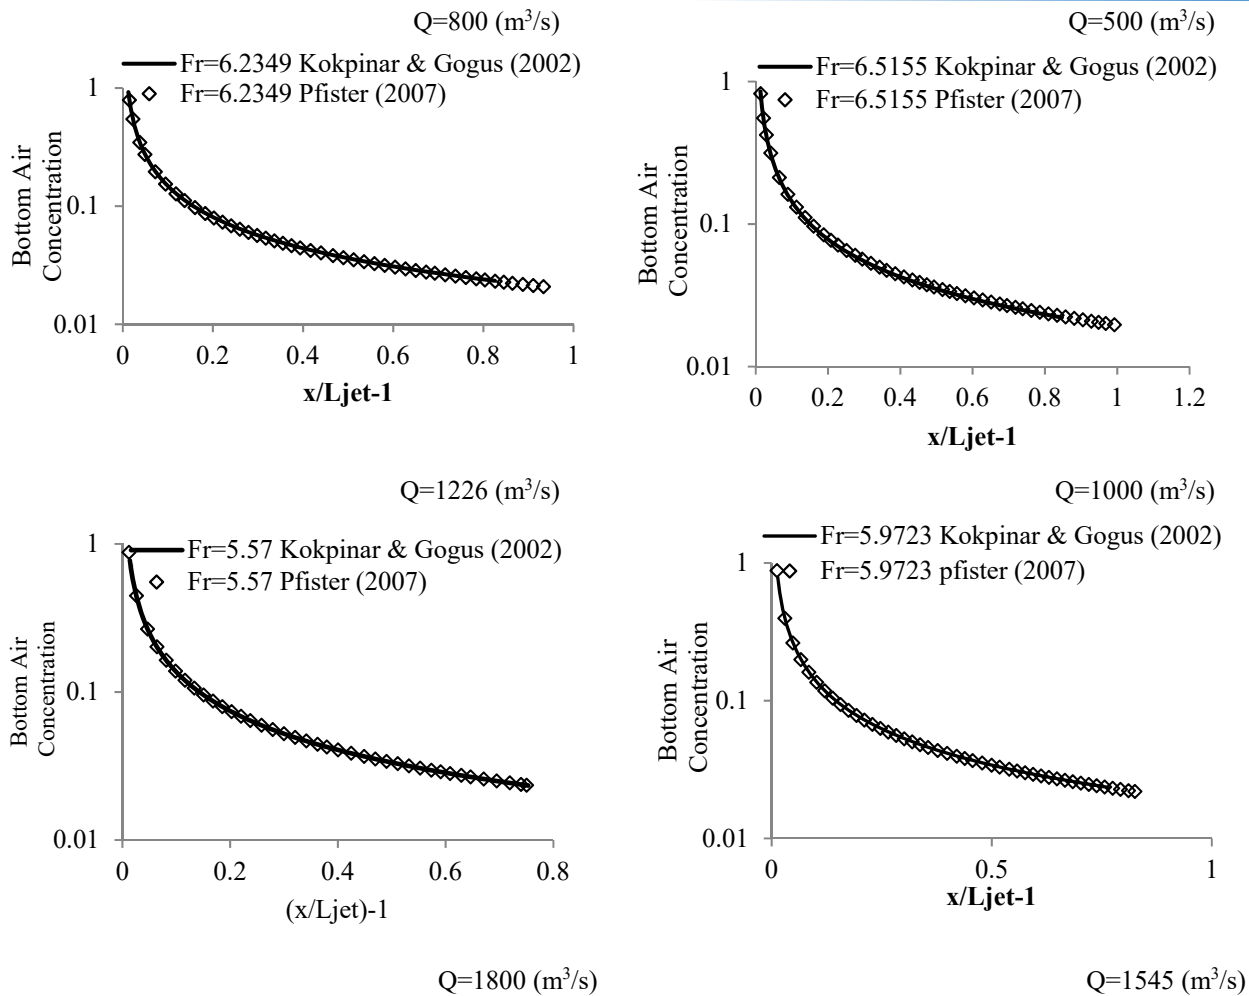 Q=800 (m³/s)
Fr=6.2349 Kokpinar & Gogus (2002)
Fr=6.2349 Pfister (2007)
1
0.1
0.01
Bottom Air
Concentration
0 0.2 0.4 0.6 0.8 1
x/Ljet-1
Q=500 (m³/s)
Fr=6.5155 Kokpinar & Gogus (2002)
Fr=6.5155 Pfister (2007)
1
0.1
0.01
Bottom Air
Concentration
0 0.2 0.4 0.6 0.8 1 1.2
x/Ljet-1
Q=1226 (m³/s)
Fr=5.57 Kokpinar & Gogus (2002)
Fr=5.57 Pfister (2007)
1
0.1
0.01
Bottom Air
Concentration
0 0.2 0.4 0.6 0.8
(x/Ljet)-1
Q=1000 (m³/s)
Fr=5.9723 Kokpinar & Gogus (2002)
Fr=5.9723 pfister (2007)
1
0.1
0.01
Bottom Air
Concentration
0 0.5 1
x/Ljet-1
Q=1800 (m³/s)
Q=1545 (m³/s)